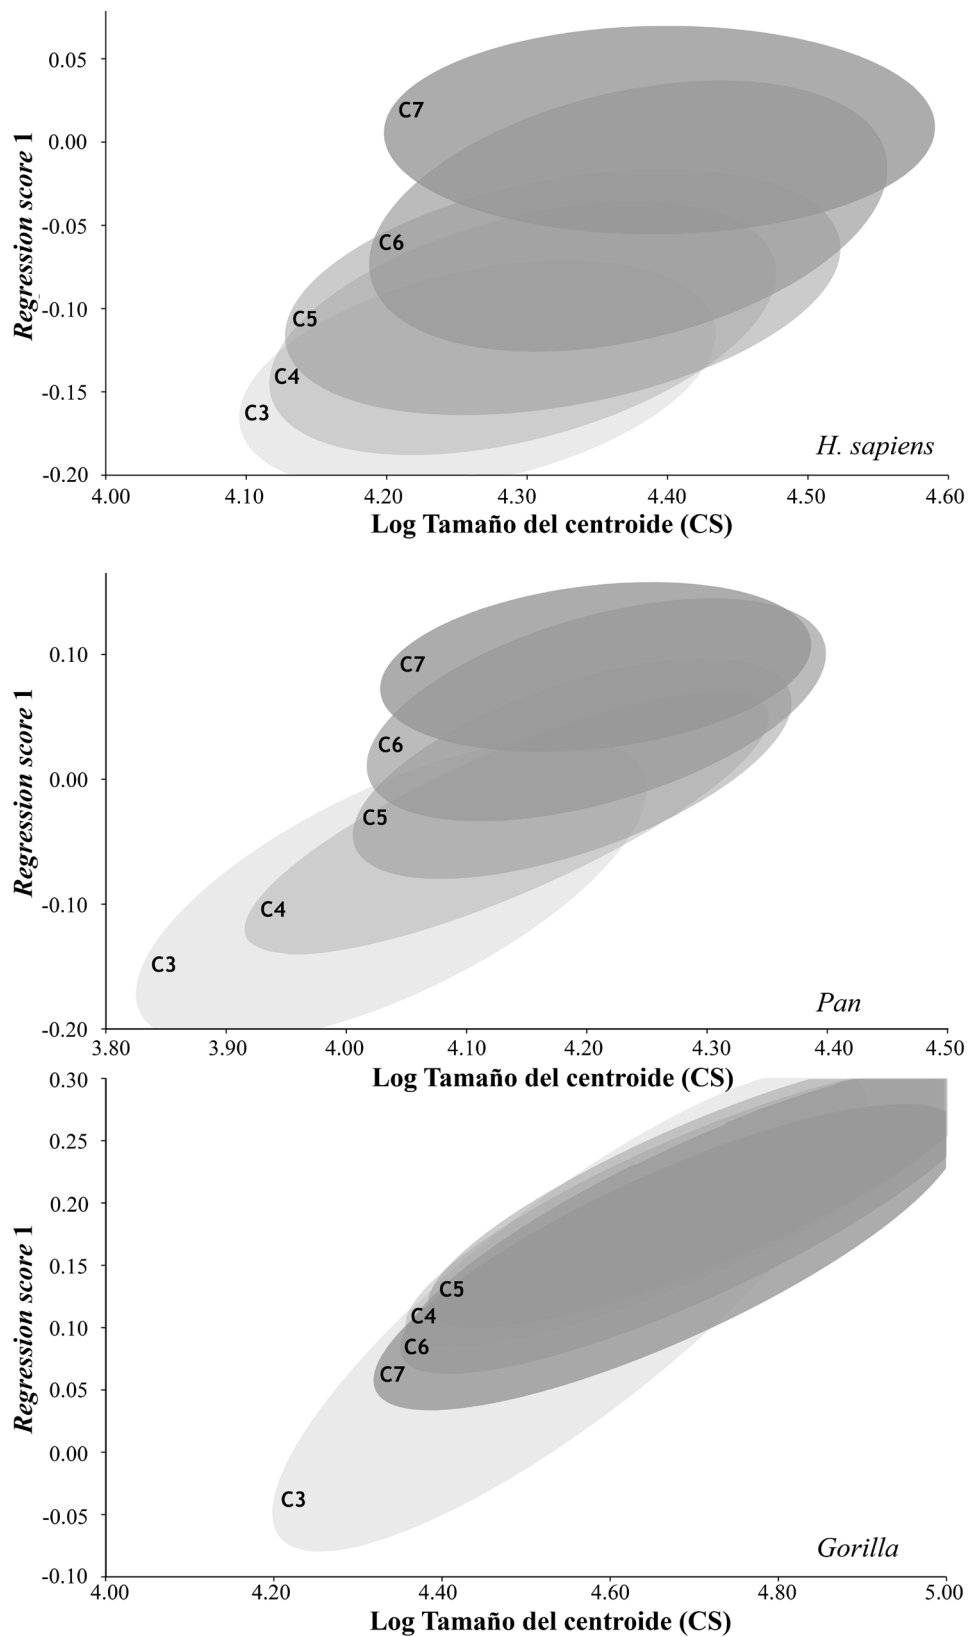 0.05
0.00
-0.05
-0.10
-0.15
-0.20
Regression score 1
C7
C6
C5
C4
C3
H. sapiens
4.00 4.10 4.20 4.30 4.40 4.50 4.60
Log Tamaño del centroide (CS)
0.10
0.00
-0.10
-0.20
Regression score 1
C7
C6
C5
C4
C3
Pan
3.80 3.90 4.00 4.10 4.20 4.30 4.40 4.50
Log Tamaño del centroide (CS)
0.30
0.25
0.20
0.15
0.10
0.05
0.00
-0.05
-0.10
Regression score 1
C5
C4
C6
C7
C3
Gorilla
4.00 4.20 4.40 4.60 4.80 5.00
Log Tamaño del centroide (CS)